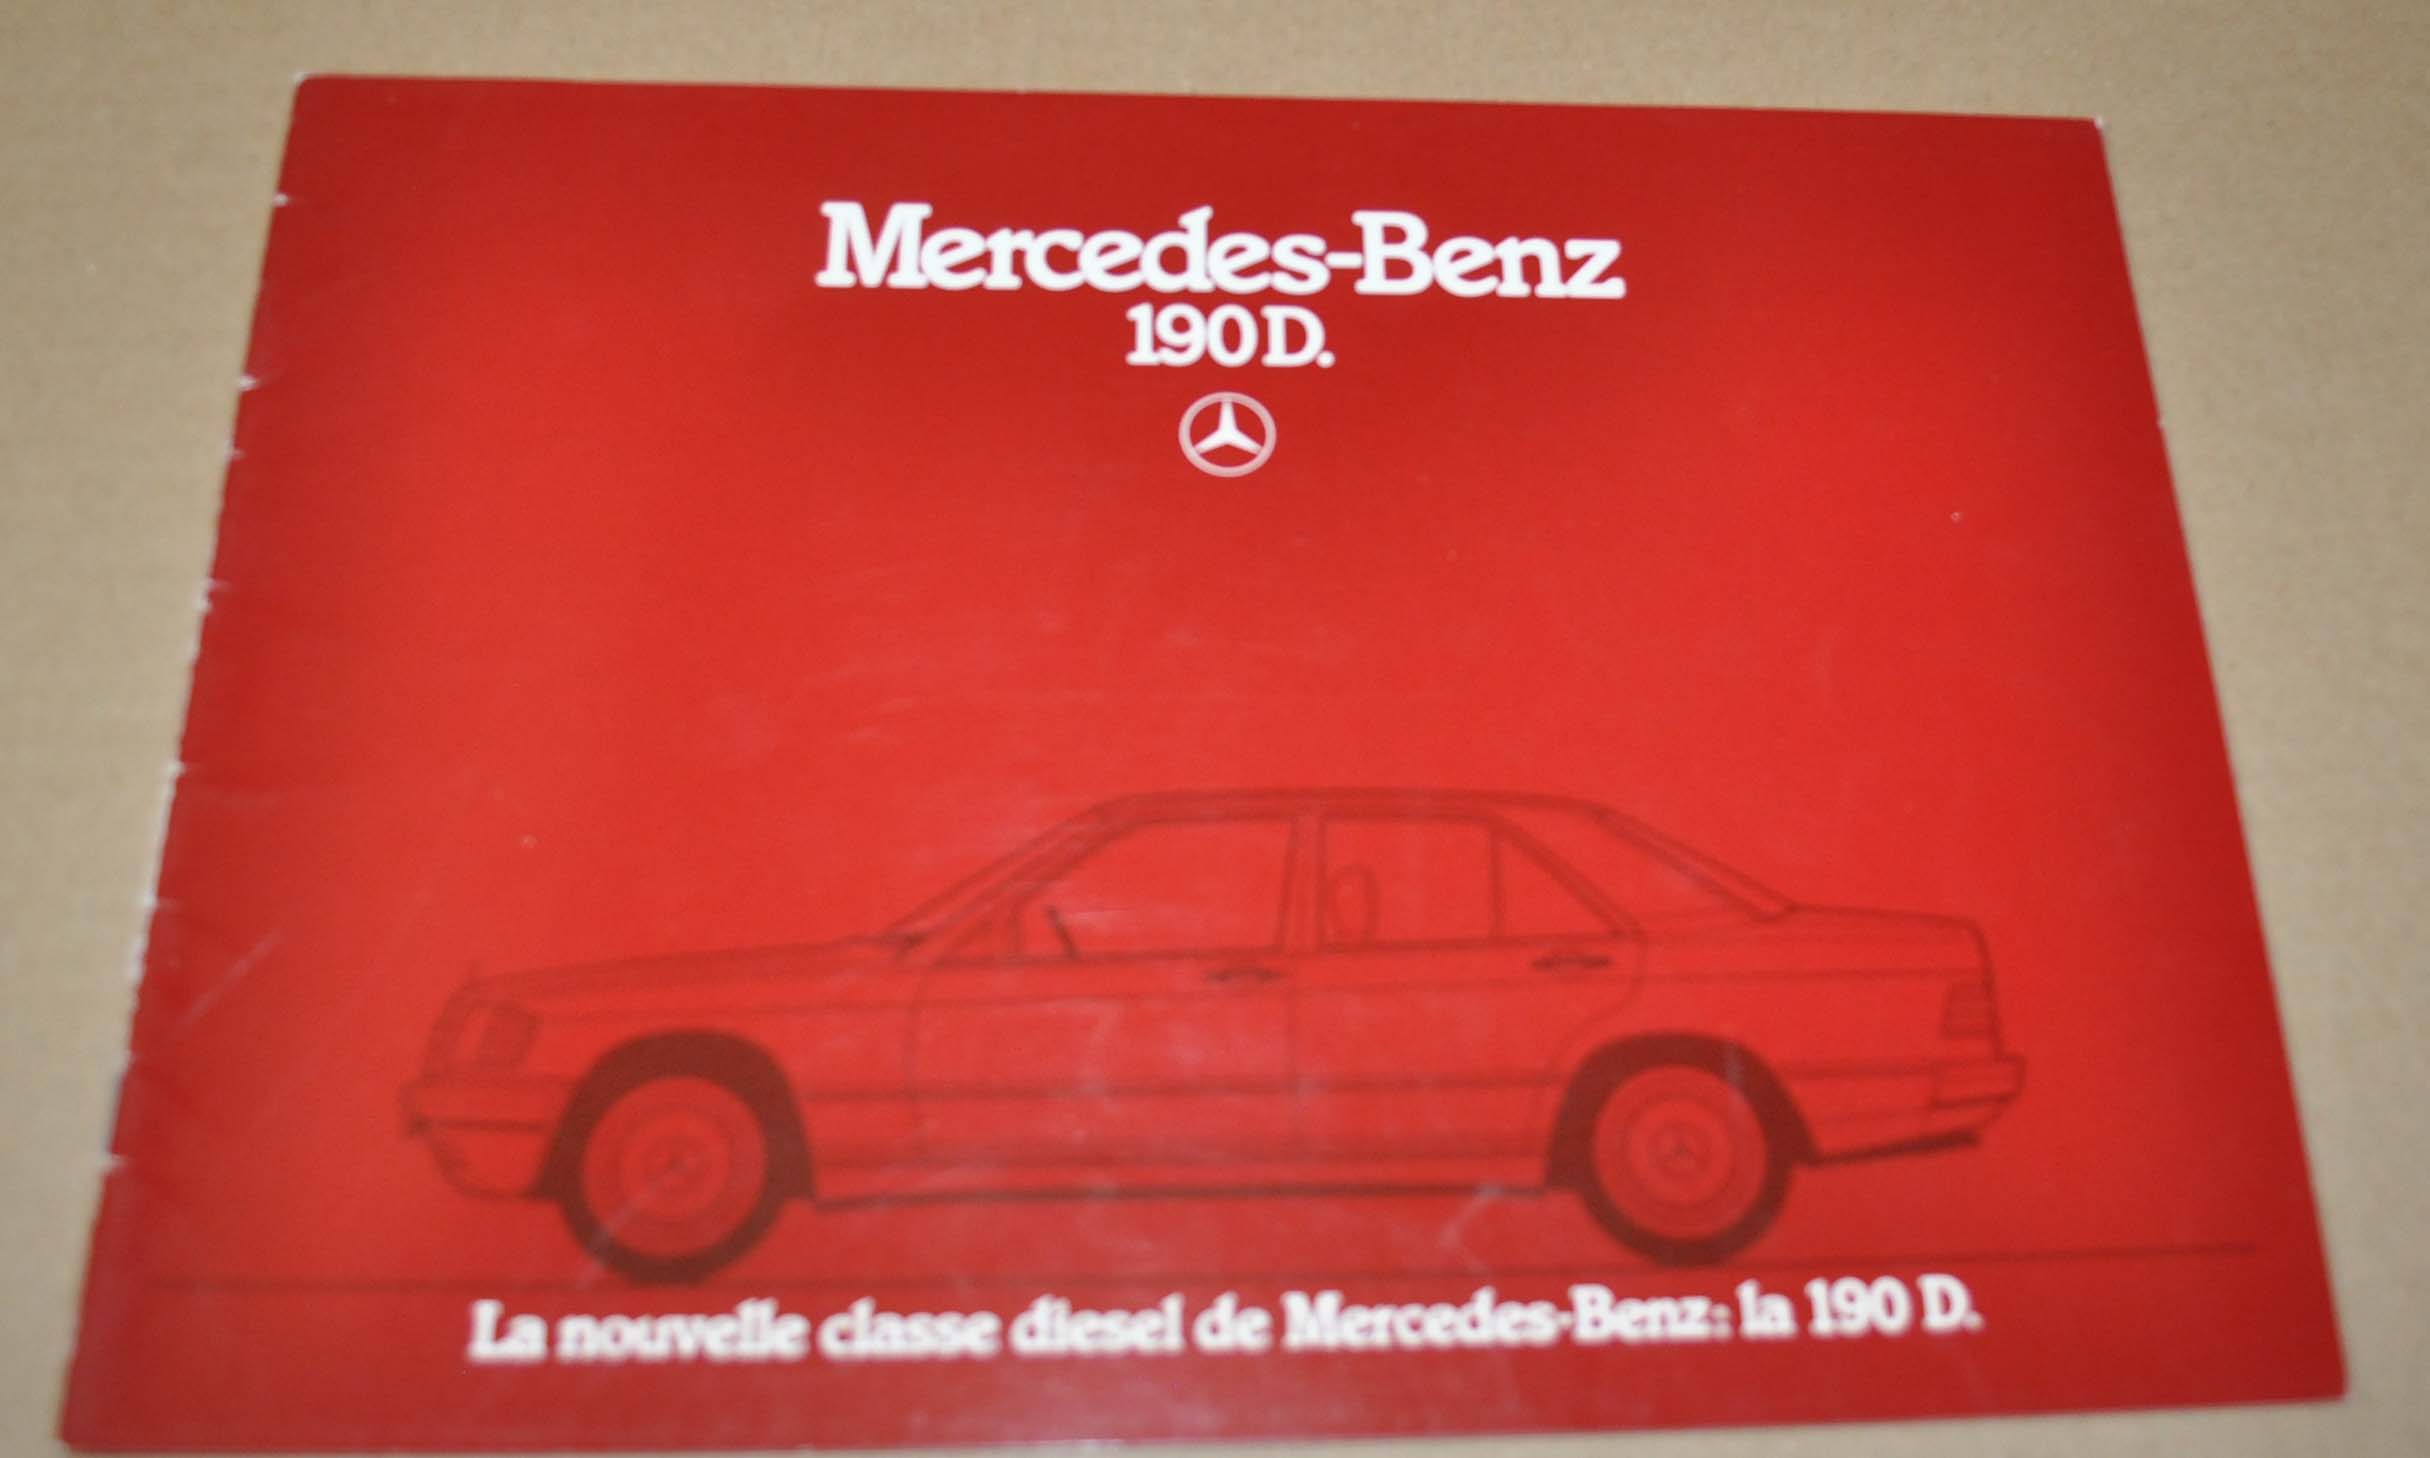 Mercedes-Benz
190 D.
La nouvelle classe diesel de Mercedes-Benz: la 190 D.